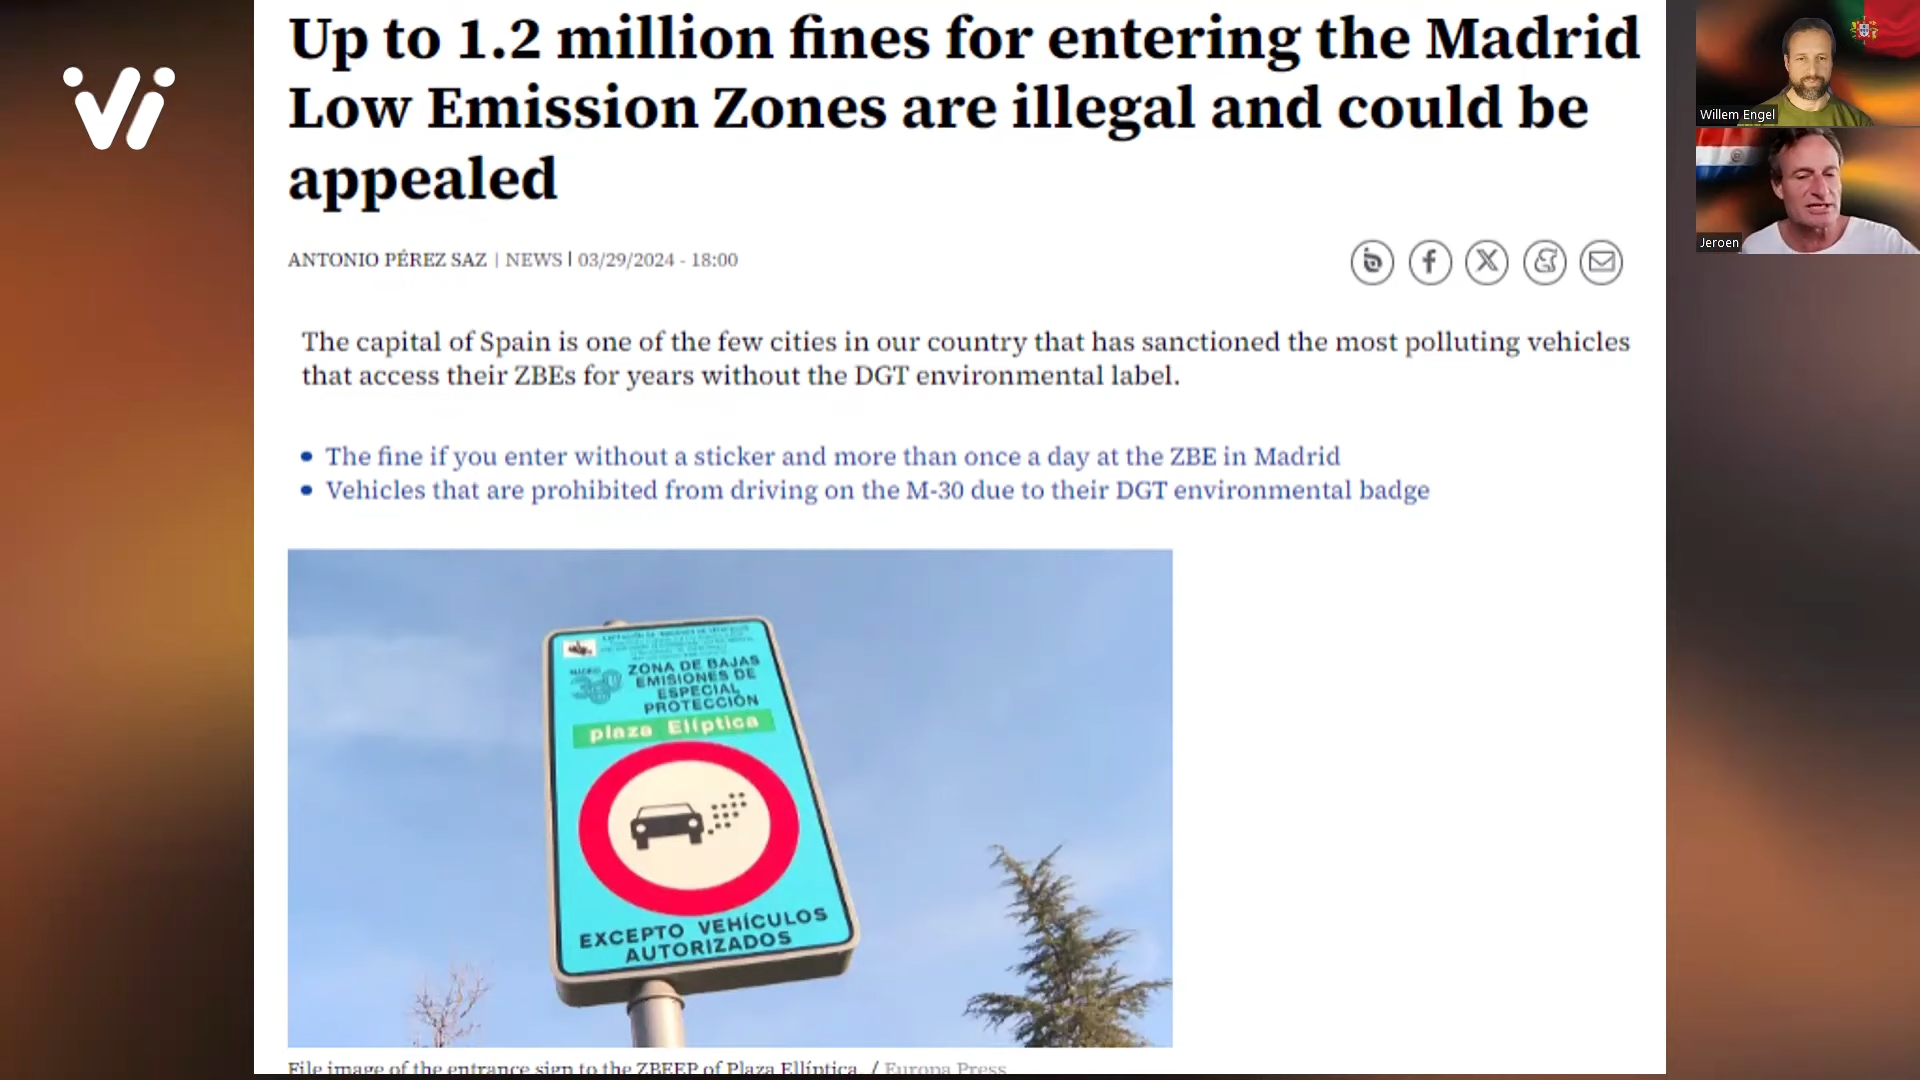 Up to 1.2 million fines for entering the Madrid
Low Emission Zones are illegal and could be
appealed
ANTONIO PÉREZ SAZ | NEWS | 03/29/2024 - 18:00
The capital of Spain is one of the few cities in our country that has sanctioned the most polluting vehicles
that access their ZBEs for years without the DGT environmental label.
The fine if you enter without a sticker and more than once a day at the ZBE in Madrid
Vehicles that are prohibited from driving on the M-30 due to their DGT environmental badge
ZONA DE BAJAS
EMISIONES DE
ESPECIAL
PROTECCIÓN
plaza Elíptica
EXCEPTO VEHÍCULOS
AUTORIZADOS
File image of the entrance sign to the ZBEEP of Plaza Ellíptica. / Europa Press
Willem Engel
Jeroen